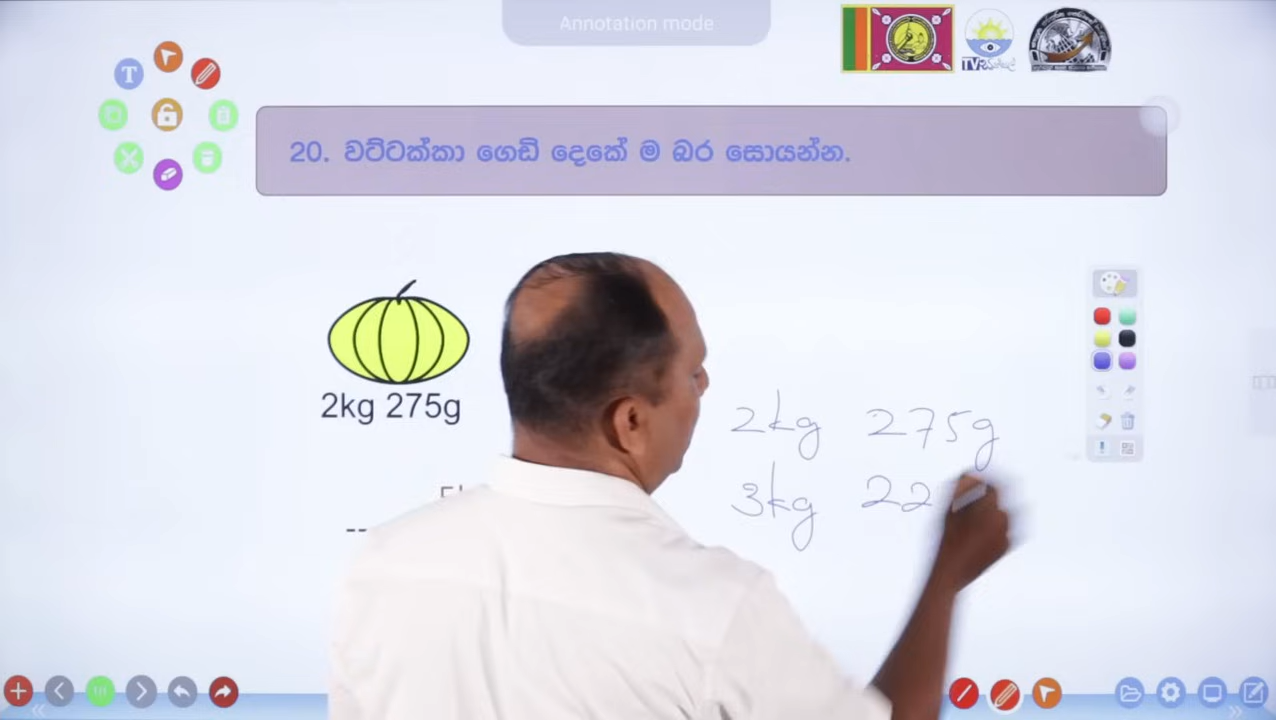 Annotation mode
20. වට්ටක්කා ගෙඩි දෙකේ ම බර සොයන්න.
2kg 275g
2kg 275g
3kg 22